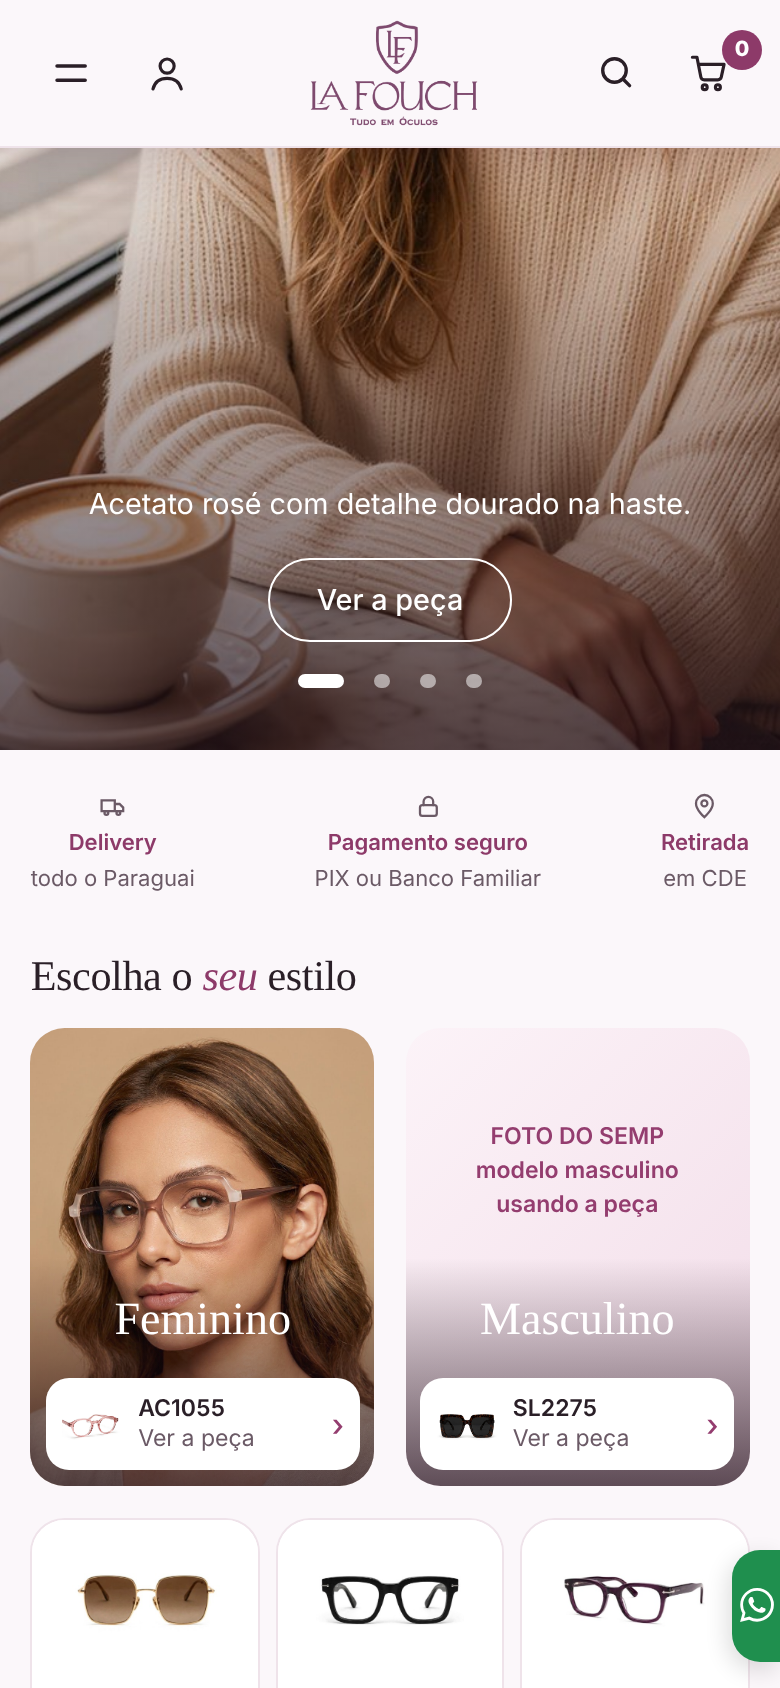 0
LF
LA FOUCH
TUDO EM ÓCULOS
Acetato rosé com detalhe dourado na haste.
Ver a peça
Delivery
todo o Paraguai
Pagamento seguro
PIX ou Banco Familiar
Retirada
em CDE
Escolha o seu estilo
Feminino
AC1055
Ver a peça
FOTO DO SEMP
modelo masculino
usando a peça
Masculino
SL2275
Ver a peça